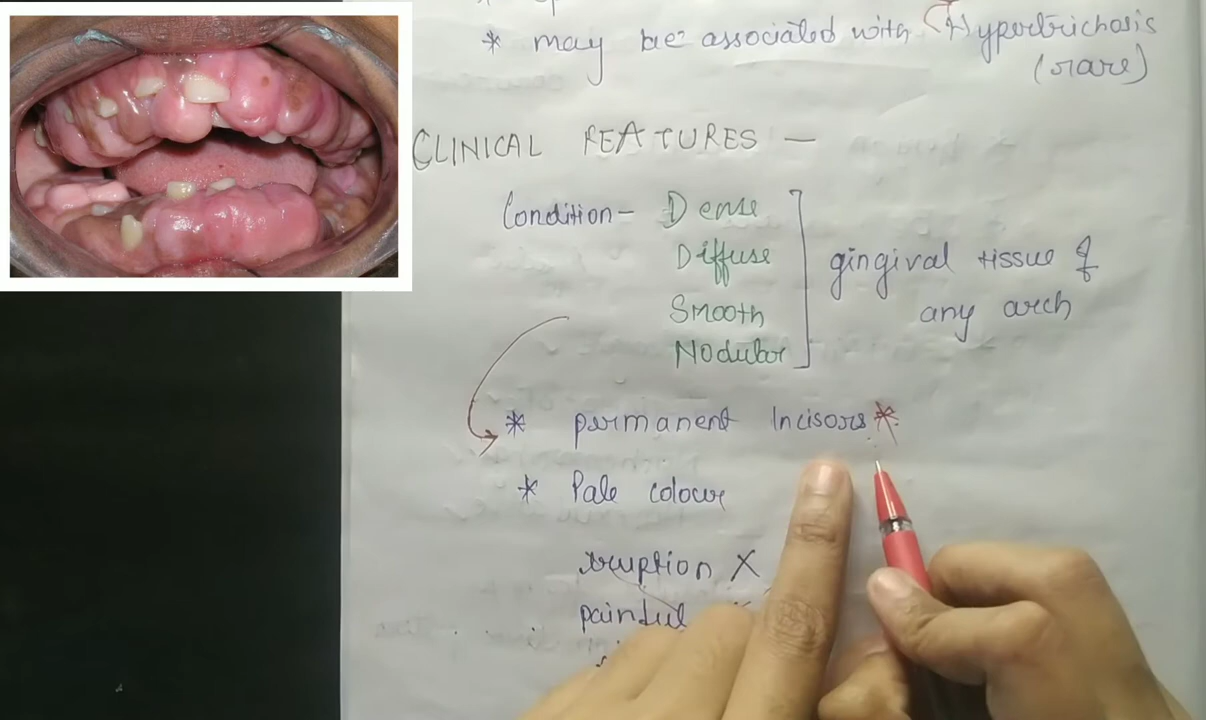 * may be associated with Hypertrichosis
(rare)
CLINICAL FEATURES —
Condition - Dense
Diffuse
Smooth
Nodular
gingival tissue of
any arch
* permanent Incisors *
* Pale colour
eruption X
painful